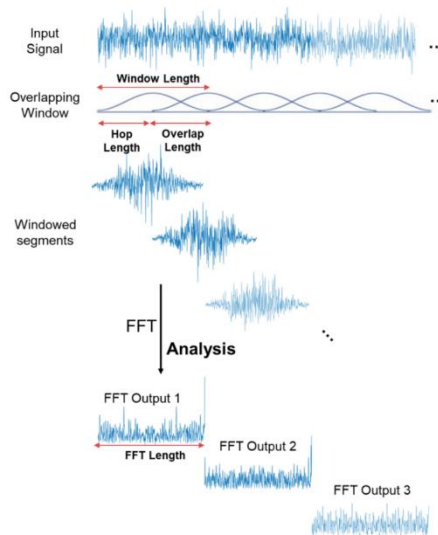 Input
Signal
Window Length
Overlapping
Window
Hop
Length
Overlap
Length
Windowed
segments
FFT
Analysis
FFT Output 1
FFT Length
FFT Output 2
FFT Output 3